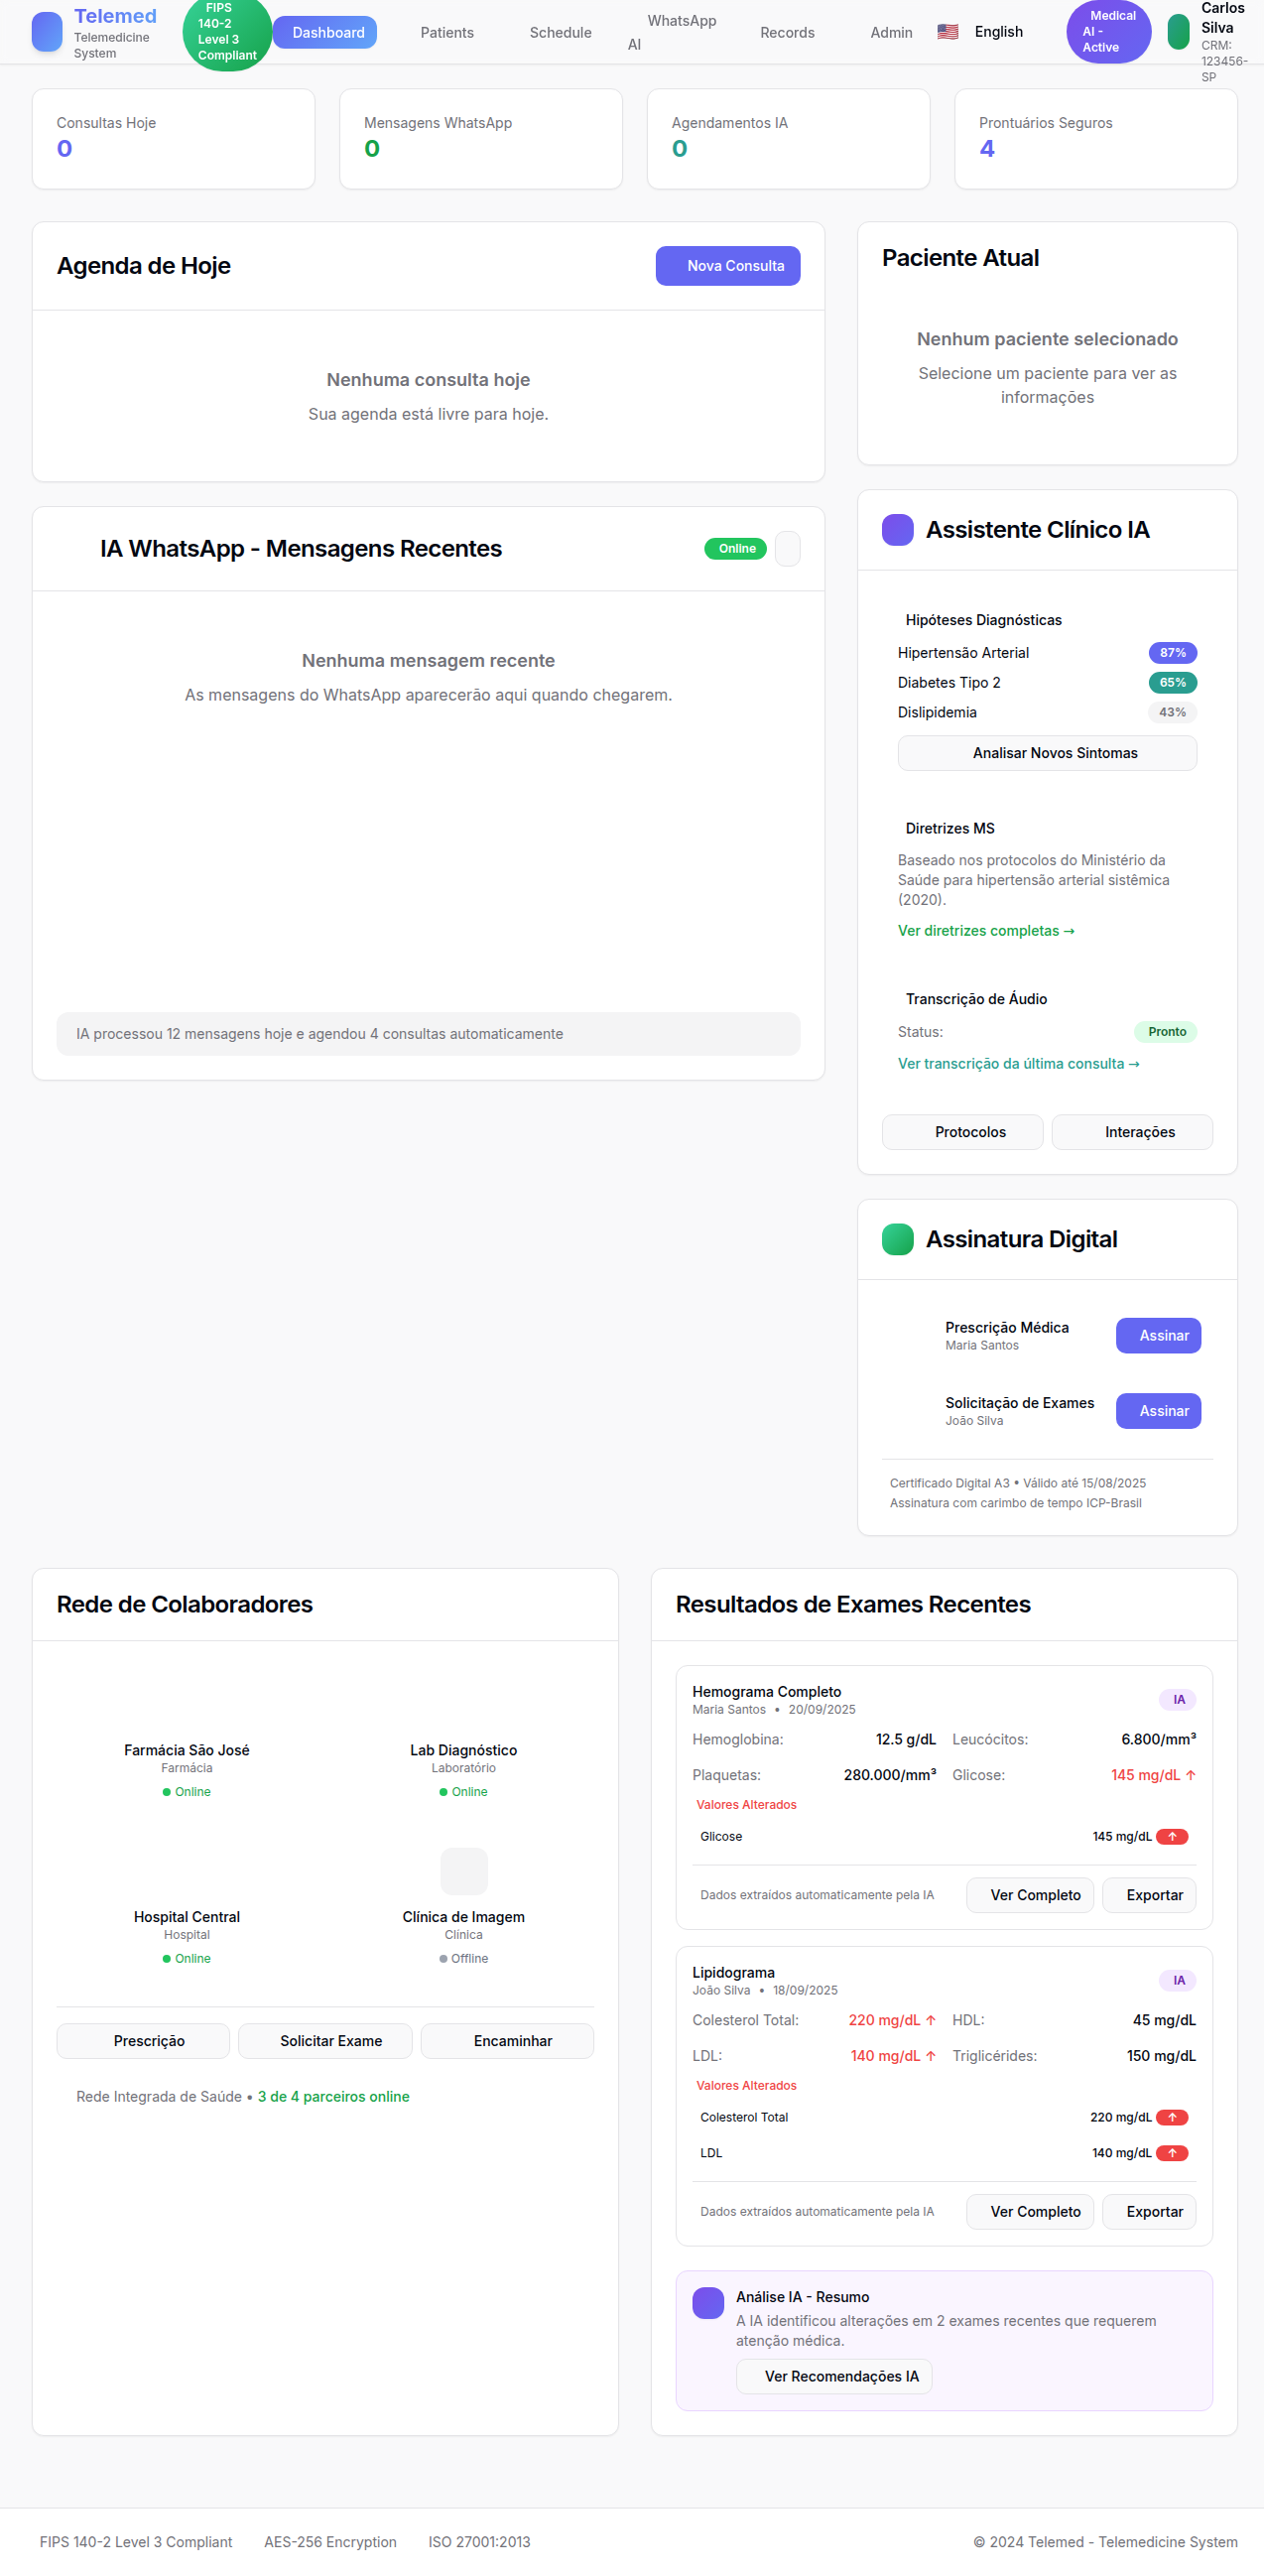 Telemed
Telemedicine
System
FIPS
140-2
Level 3
Compliant
Dashboard
Patients
Schedule
WhatsApp
AI
Records
Admin
🇺🇸 English
Medical
AI -
Active
Carlos
Silva
CRM:
123456-
SP
Consultas Hoje
0
Mensagens WhatsApp
0
Agendamentos IA
0
Prontuários Seguros
4
Agenda de Hoje
Nova Consulta
Nenhuma consulta hoje
Sua agenda está livre para hoje.
IA WhatsApp - Mensagens Recentes
Online
Nenhuma mensagem recente
As mensagens do WhatsApp aparecerão aqui quando chegarem.
IA processou 12 mensagens hoje e agendou 4 consultas automaticamente
Paciente Atual
Nenhum paciente selecionado
Selecione um paciente para ver as
informações
Assistente Clínico IA
Hipóteses Diagnósticas
Hipertensão Arterial 87%
Diabetes Tipo 2 65%
Dislipidemia 43%
Analisar Novos Sintomas
Diretrizes MS
Baseado nos protocolos do Ministério da
Saúde para hipertensão arterial sistêmica
(2020).
Ver diretrizes completas →
Transcrição de Áudio
Status: Pronto
Ver transcrição da última consulta →
Protocolos Interações
Assinatura Digital
Prescrição Médica
Maria Santos
Assinar
Solicitação de Exames
João Silva
Assinar
Certificado Digital A3 • Válido até 15/08/2025
Assinatura com carimbo de tempo ICP-Brasil
Rede de Colaboradores
Farmácia São José
Farmácia
Online
Lab Diagnóstico
Laboratório
Online
Hospital Central
Hospital
Online
Clínica de Imagem
Clínica
Offline
Prescrição Solicitar Exame Encaminhar
Rede Integrada de Saúde • 3 de 4 parceiros online
Resultados de Exames Recentes
Hemograma Completo
Maria Santos • 20/09/2025
IA
Hemoglobina: 12.5 g/dL Leucócitos: 6.800/mm³
Plaquetas: 280.000/mm³ Glicose: 145 mg/dL ↑
Valores Alterados
Glicose 145 mg/dL ↑
Dados extraídos automaticamente pela IA Ver Completo Exportar
Lipidograma
João Silva • 18/09/2025
IA
Colesterol Total: 220 mg/dL ↑ HDL: 45 mg/dL
LDL: 140 mg/dL ↑ Triglicérides: 150 mg/dL
Valores Alterados
Colesterol Total 220 mg/dL ↑
LDL 140 mg/dL ↑
Dados extraídos automaticamente pela IA Ver Completo Exportar
Análise IA - Resumo
A IA identificou alterações em 2 exames recentes que requerem
atenção médica.
Ver Recomendações IA
FIPS 140-2 Level 3 Compliant AES-256 Encryption ISO 27001:2013
© 2024 Telemed - Telemedicine System